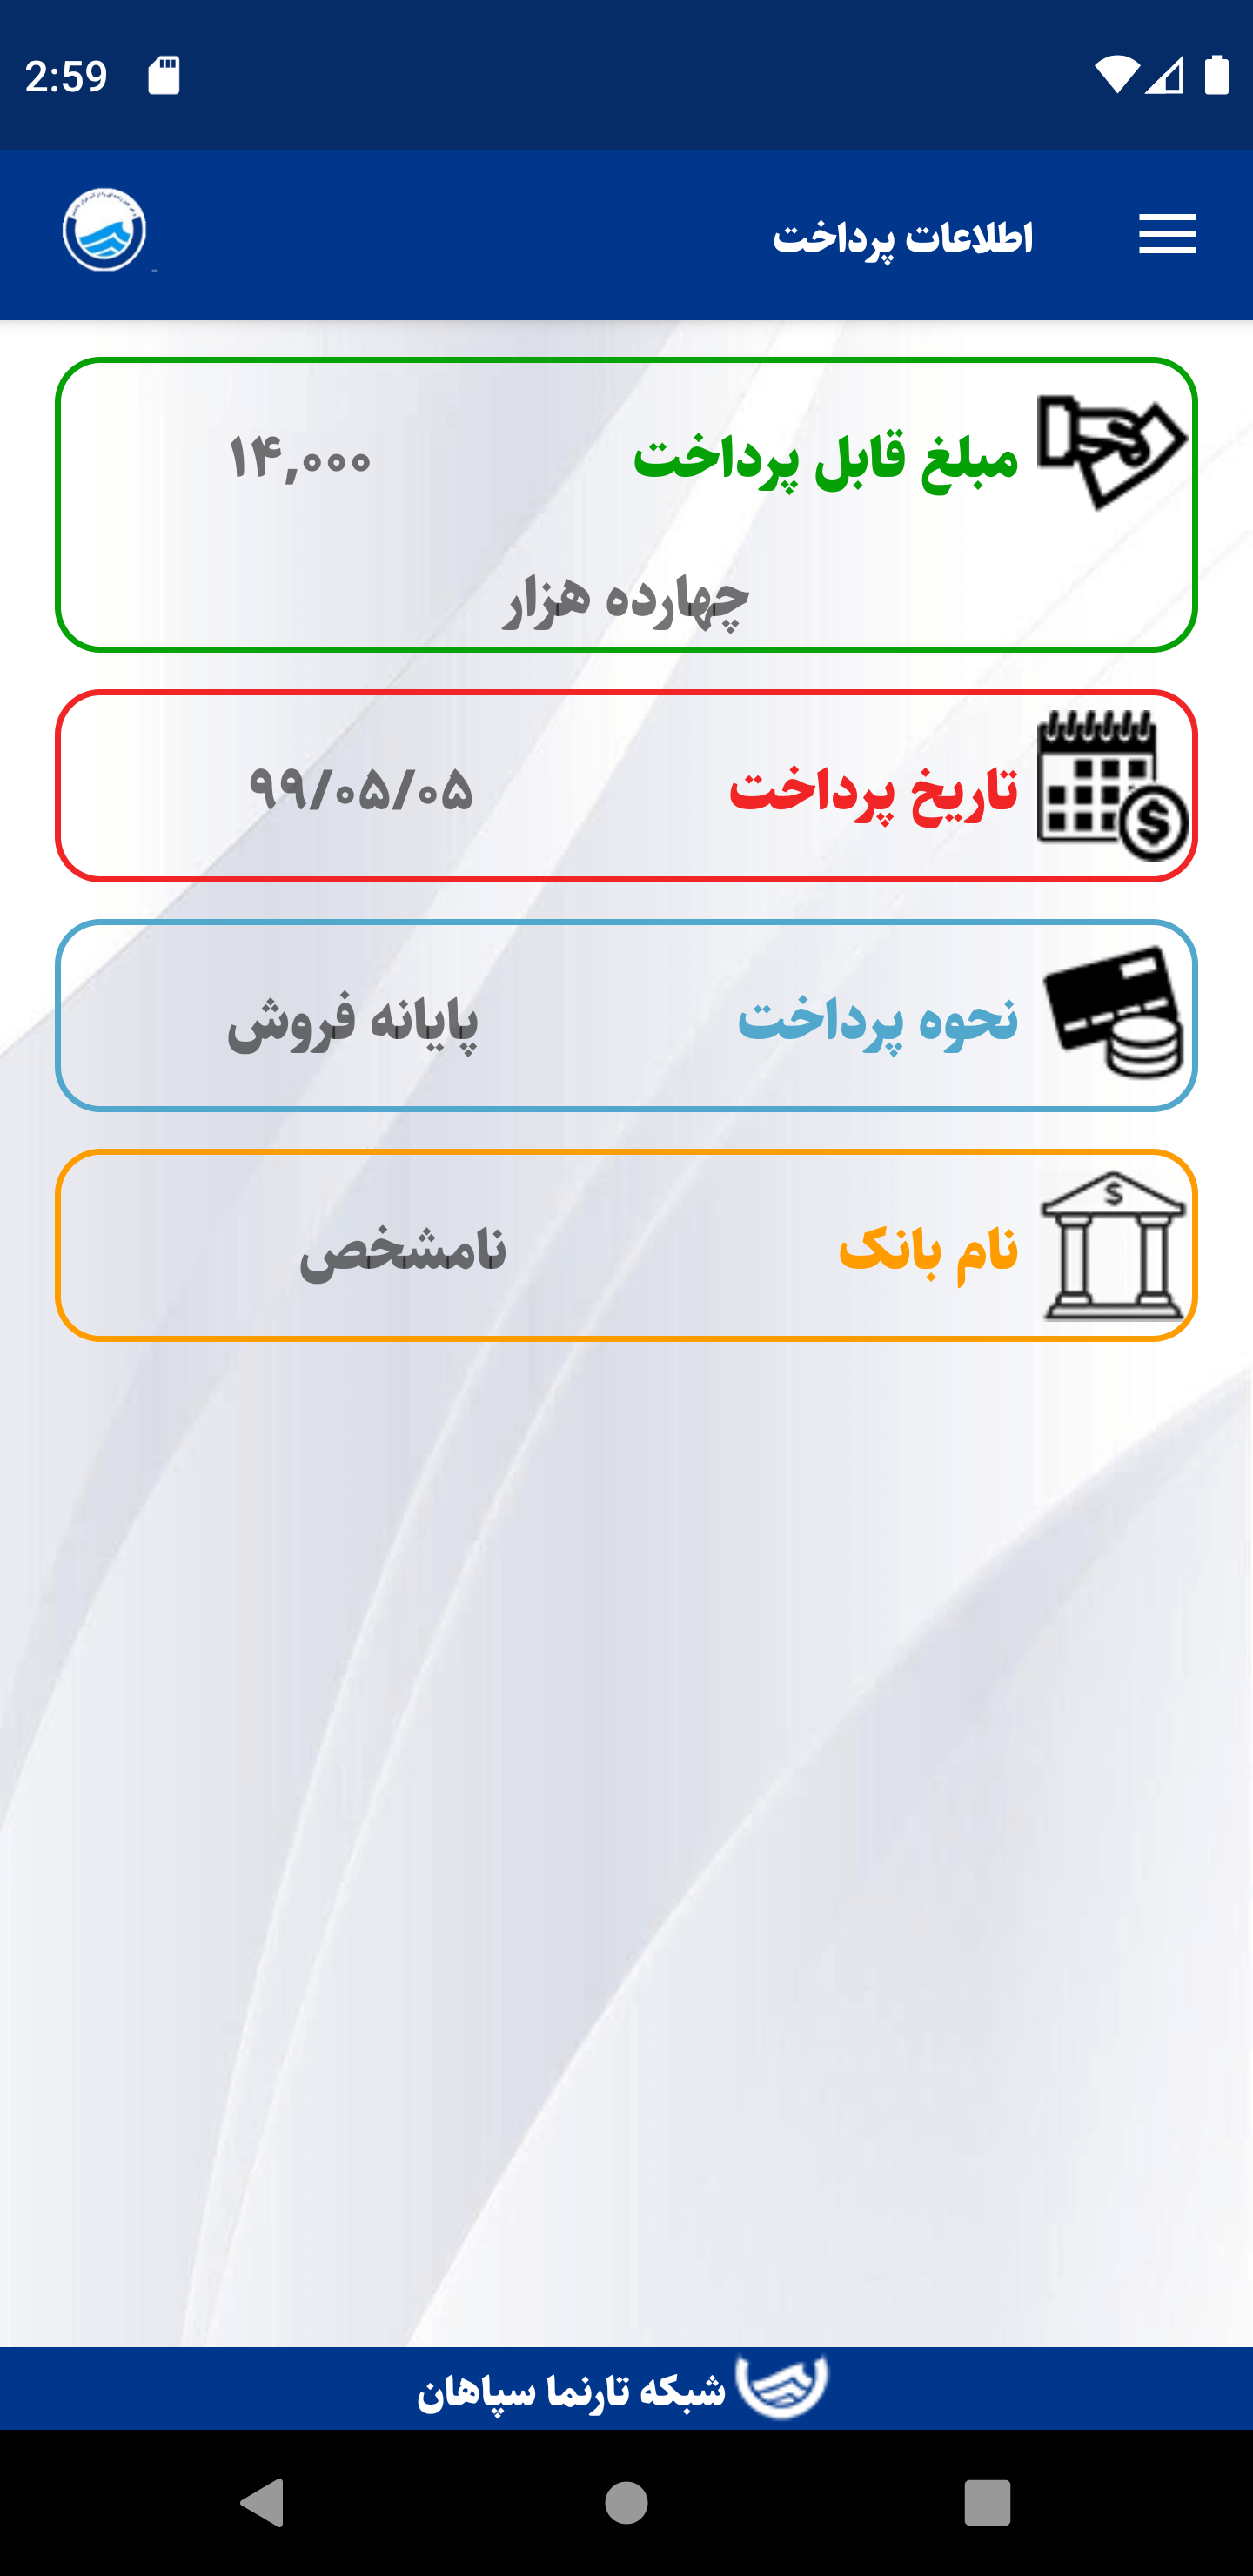 2:59
اطلاعات پرداخت
مبلغ قابل پرداخت ۱۴,۰۰۰
چهارده هزار
تاریخ پرداخت ۹۹/۰۵/۰۵
نحوه پرداخت پایانه فروش
نام بانک نامشخص
شبکه تارنما سپاهان